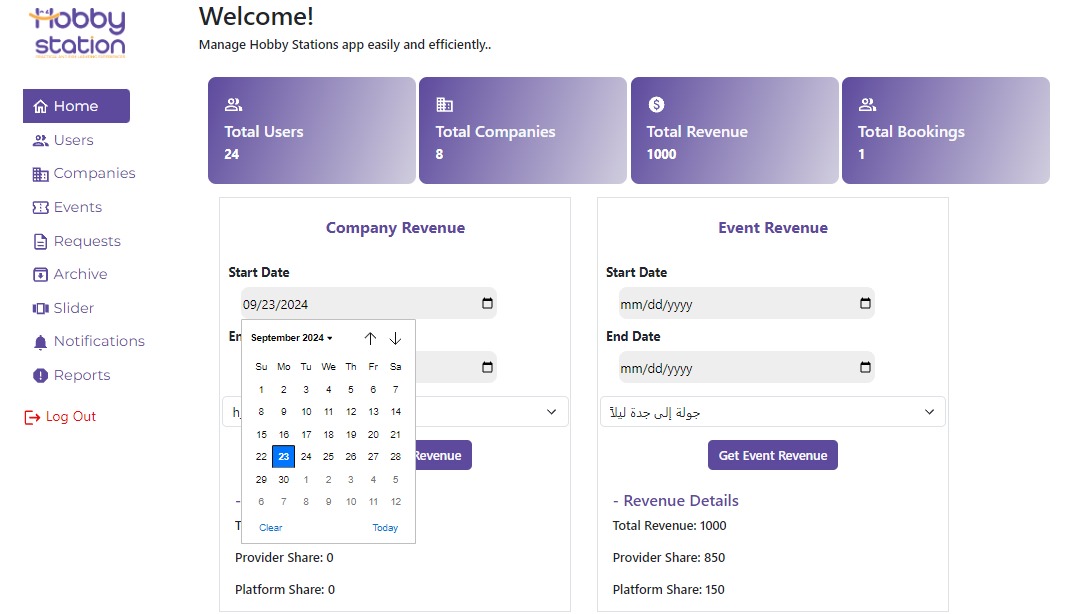 Hobby
station
Welcome!
Manage Hobby Stations app easily and efficiently..
Home
Users
Companies
Events
Requests
Archive
Slider
Notifications
Reports
Log Out
Total Users
24
Total Companies
8
Total Revenue
1000
Total Bookings
1
Company Revenue
Start Date
09/23/2024
September 2024
Su Mo Tu We Th Fr Sa
1 2 3 4 5 6 7
8 9 10 11 12 13 14
15 16 17 18 19 20 21
22 23 24 25 26 27 28
29 30 1 2 3 4 5
6 7 8 9 10 11 12
Clear Today
Revenue
Provider Share: 0
Platform Share: 0
Event Revenue
Start Date
mm/dd/yyyy
End Date
mm/dd/yyyy
جولة إلى جدة ليلاً
Get Event Revenue
- Revenue Details
Total Revenue: 1000
Provider Share: 850
Platform Share: 150